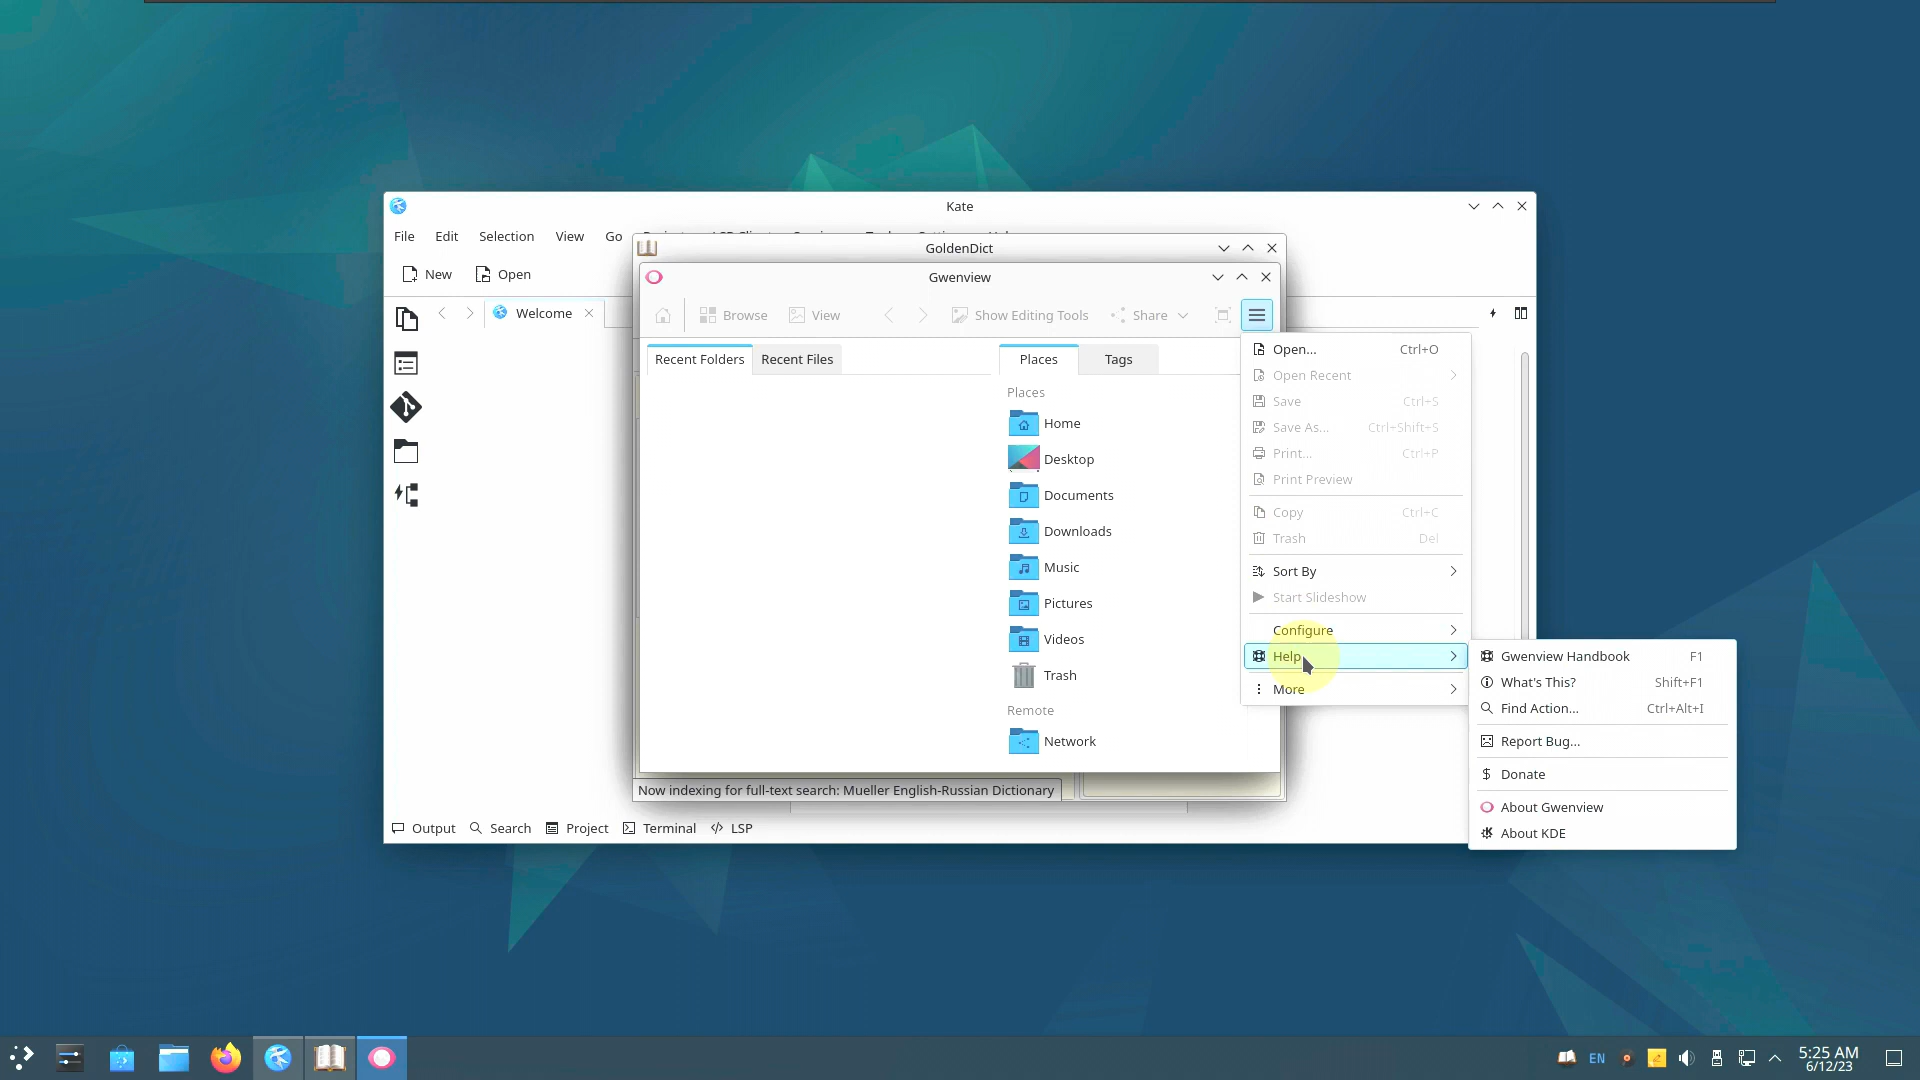 Kate
File Edit Selection View Go
New Open
Welcome
GoldenDict
Gwenview
Browse View Show Editing Tools Share
Recent Folders Recent Files
Places Tags
Places
Home
Desktop
Documents
Downloads
Music
Pictures
Videos
Trash
Remote
Network
Open... Ctrl+O
Open Recent
Save Ctrl+S
Save As... Ctrl+Shift+S
Print... Ctrl+P
Print Preview
Copy Ctrl+C
Trash Del
Sort By
Start Slideshow
Configure
Help
More
Gwenview Handbook F1
What's This? Shift+F1
Find Action... Ctrl+Alt+I
Report Bug...
Donate
About Gwenview
About KDE
Now indexing for full-text search: Mueller English-Russian Dictionary
Output Search Project Terminal LSP
EN
5:25 AM
6/12/23